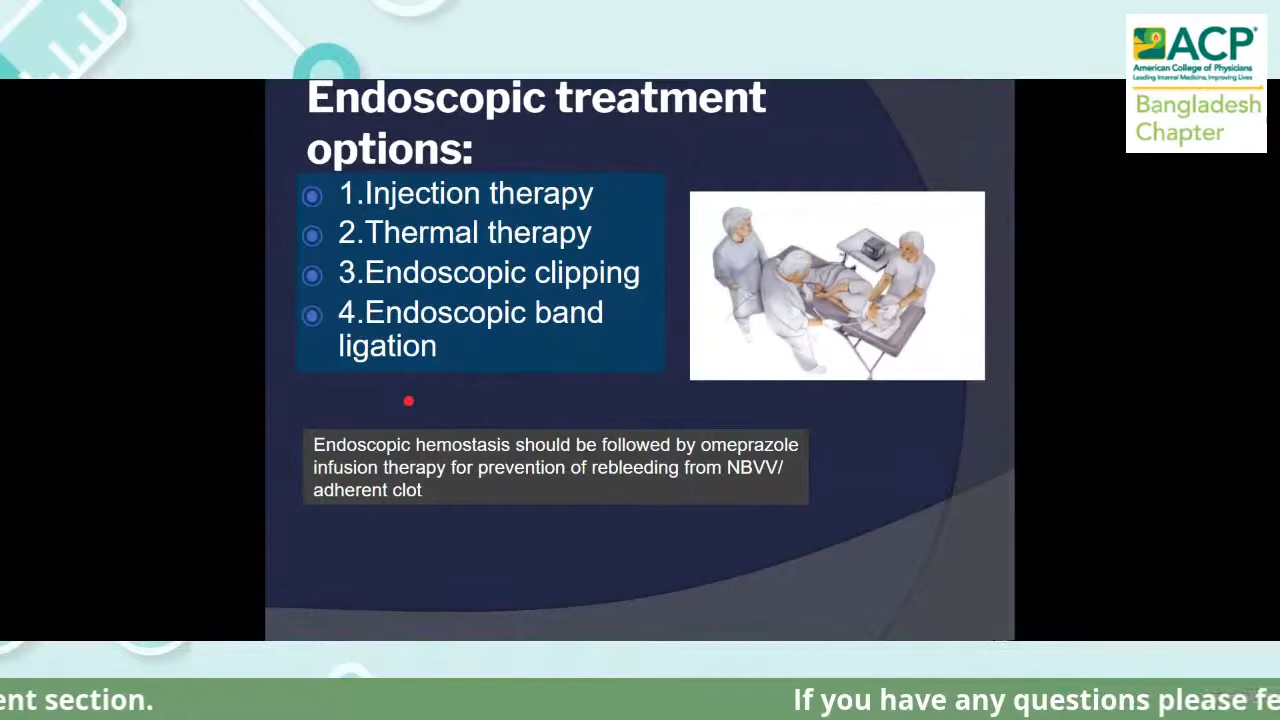 ACP®
American College of Physicians
Leading Internal Medicine, Improving Lives
Bangladesh
Chapter
Endoscopic treatment
options:
1.Injection therapy
2.Thermal therapy
3.Endoscopic clipping
4.Endoscopic band
ligation
Endoscopic hemostasis should be followed by omeprazole
infusion therapy for prevention of rebleeding from NBVV/
adherent clot
ent section.
If you have any questions please fe